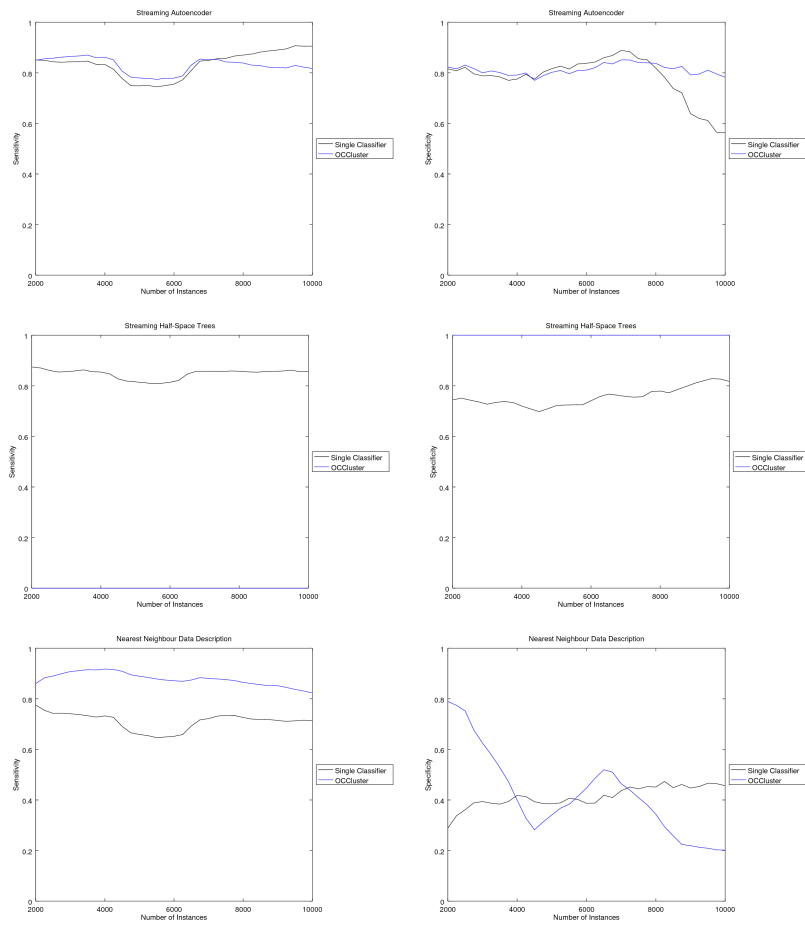 Streaming Autoencoder
1
0.8
0.6
0.4
0.2
0
Sensitivity
2000 4000 6000 8000 10000
Number of Instances
Single Classifier
OCCluster
Streaming Autoencoder
1
0.8
0.6
0.4
0.2
0
Specificity
2000 4000 6000 8000 10000
Number of Instances
Single Classifier
OCCluster
Streaming Half-Space Trees
1
0.8
0.6
0.4
0.2
0
Sensitivity
2000 4000 6000 8000 10000
Number of Instances
Single Classifier
OCCluster
Streaming Half-Space Trees
1
0.8
0.6
0.4
0.2
0
Specificity
2000 4000 6000 8000 10000
Number of Instances
Single Classifier
OCCluster
Nearest Neighbour Data Description
1
0.8
0.6
0.4
0.2
0
Sensitivity
2000 4000 6000 8000 10000
Number of Instances
Single Classifier
OCCluster
Nearest Neighbour Data Description
1
0.8
0.6
0.4
0.2
0
Specificity
2000 4000 6000 8000 10000
Number of Instances
Single Classifier
OCCluster